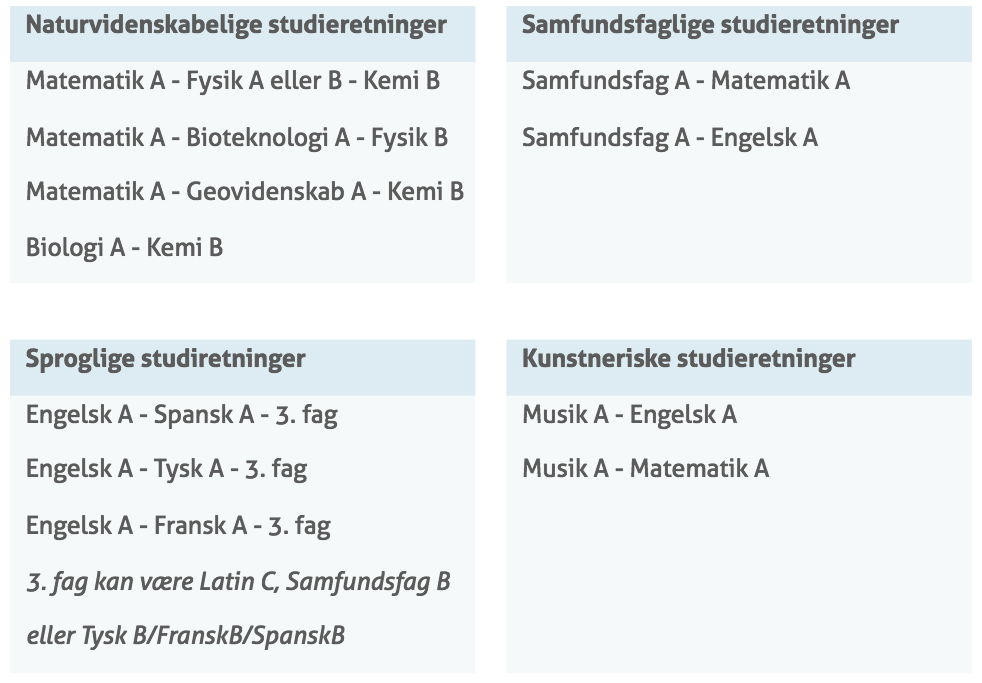 Naturvidenskabelige studieretninger
Matematik A - Fysik A eller B - Kemi B
Matematik A - Bioteknologi A - Fysik B
Matematik A - Geovidenskab A - Kemi B
Biologi A - Kemi B
Samfundsfaglige studieretninger
Samfundsfag A - Matematik A
Samfundsfag A - Engelsk A
Sproglige studiretninger
Engelsk A - Spansk A - 3. fag
Engelsk A - Tysk A - 3. fag
Engelsk A - Fransk A - 3. fag
3. fag kan være Latin C, Samfundsfag B
eller Tysk B/FranskB/SpanskB
Kunstneriske studieretninger
Musik A - Engelsk A
Musik A - Matematik A